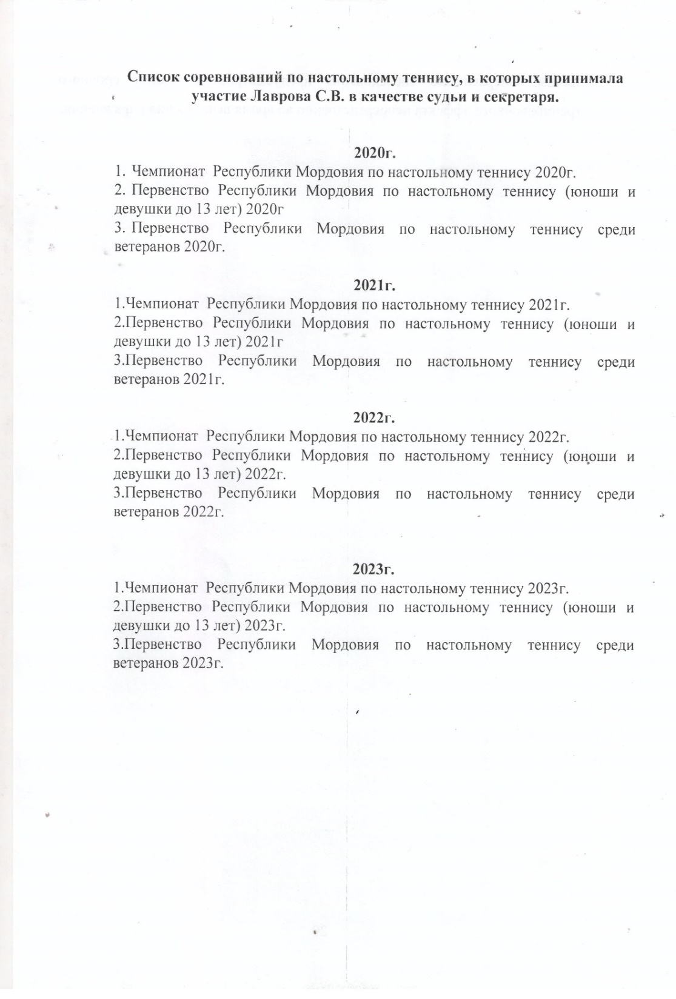 Список соревнований по настольному теннису, в которых принимала
участие Лаврова С.В. в качестве судьи и секретаря.
2020г.
1. Чемпионат Республики Мордовия по настольному теннису 2020г.
2. Первенство Республики Мордовия по настольному теннису (юноши и
девушки до 13 лет) 2020г
3. Первенство Республики Мордовия по настольному теннису среди
ветеранов 2020г.
2021г.
1.Чемпионат Республики Мордовия по настольному теннису 2021г.
2.Первенство Республики Мордовия по настольному теннису (юноши и
девушки до 13 лет) 2021г
3.Первенство Республики Мордовия по настольному теннису среди
ветеранов 2021г.
2022г.
1.Чемпионат Республики Мордовия по настольному теннису 2022г.
2.Первенство Республики Мордовия по настольному теннису (юноши и
девушки до 13 лет) 2022г.
3.Первенство Республики Мордовия по настольному теннису среди
ветеранов 2022г.
2023г.
1.Чемпионат Республики Мордовия по настольному теннису 2023г.
2.Первенство Республики Мордовия по настольному теннису (юноши и
девушки до 13 лет) 2023г.
3.Первенство Республики Мордовия по настольному теннису среди
ветеранов 2023г.